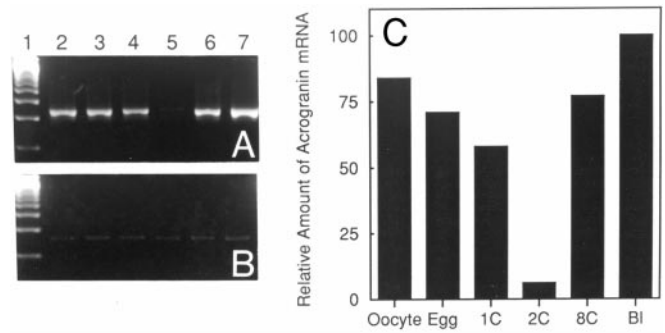 1 2 3 4 5 6 7
A
B
C
Relative Amount of Acrogranin mRNA
100
75
50
25
0
Oocyte Egg 1C 2C 8C Bl